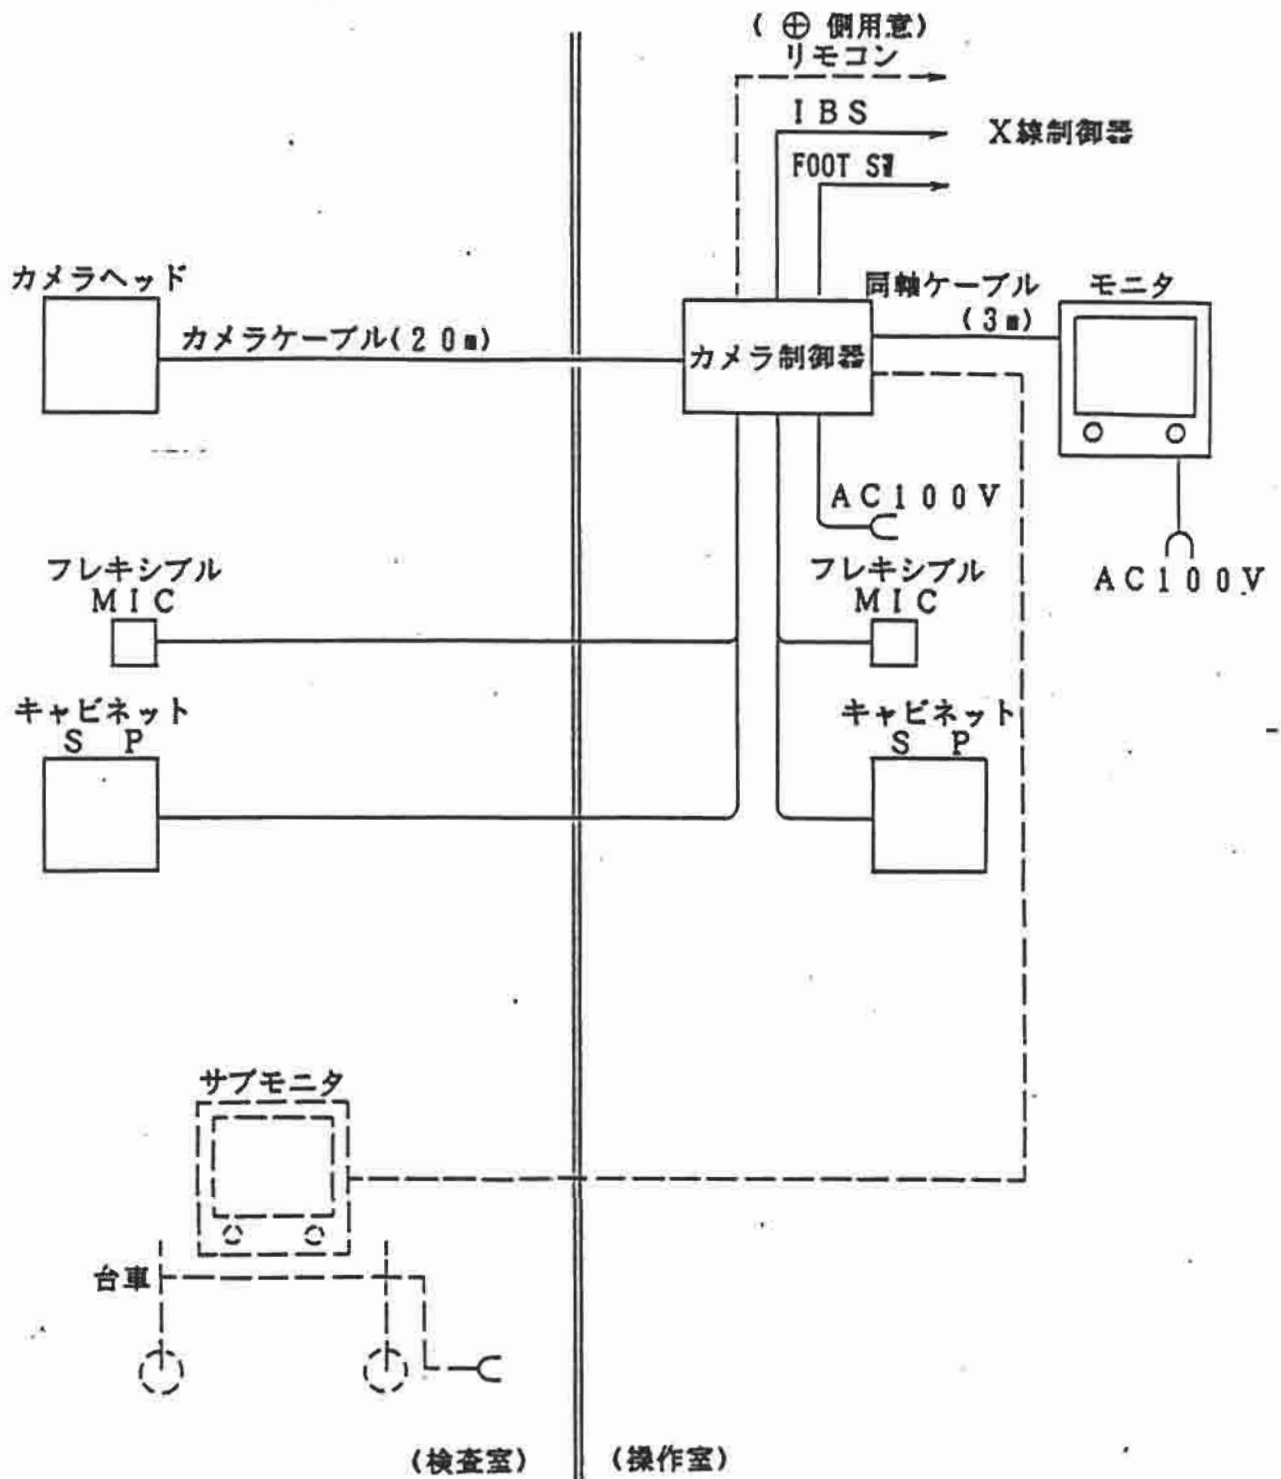 ( ⊕ 側用意)
リモコン
IBS
X線制御器
FOOT SW
カメラヘッド
同軸ケーブル
(3m)
モニタ
カメラケーブル(20m)
カメラ制御器
AC100V
フレキシブル
MIC
フレキシブル
MIC
AC100V
キャビネット
S P
キャビネット
S P
サブモニタ
台車
(検査室)
(操作室)